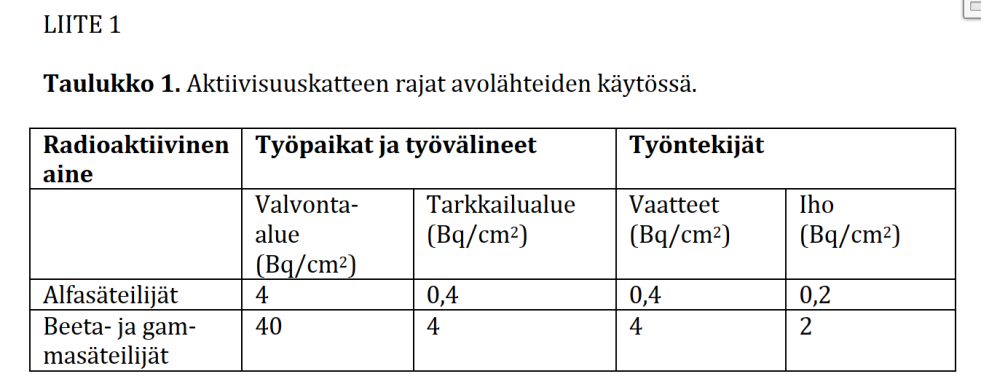 LIITE 1
Taulukko 1. Aktiivisuuskatteen rajat avolähteiden käytössä.
Radioaktiivinen aine | Työpaikat ja työvälineet | Työntekijät
Valvonta-
alue
(Bq/cm²)
Tarkkailualue
(Bq/cm²)
Vaatteet
(Bq/cm²)
Iho
(Bq/cm²)
Alfasäteilijät 4 0,4 0,4 0,2
Beeta- ja gam- 40 4 4 2
masäteilijät